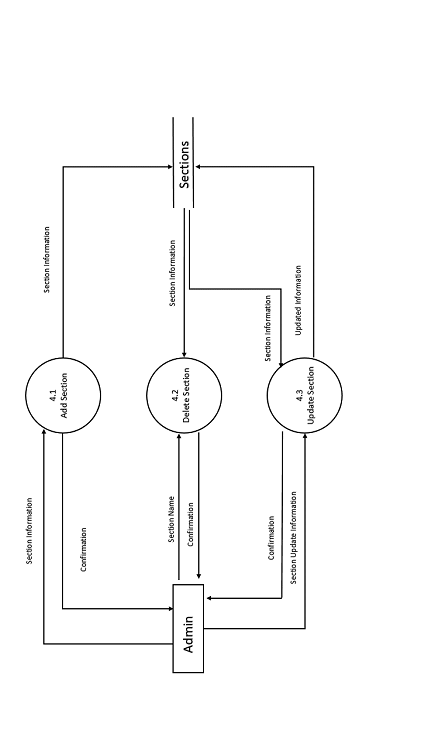 Section Information
Confirmation
4.1
Add Section
Section Information
Admin
Section Name
Confirmation
4.2
Delete Section
Section Information
Sections
Confirmation
Section Update Information
4.3
Update Section
Section Information
Updated Information